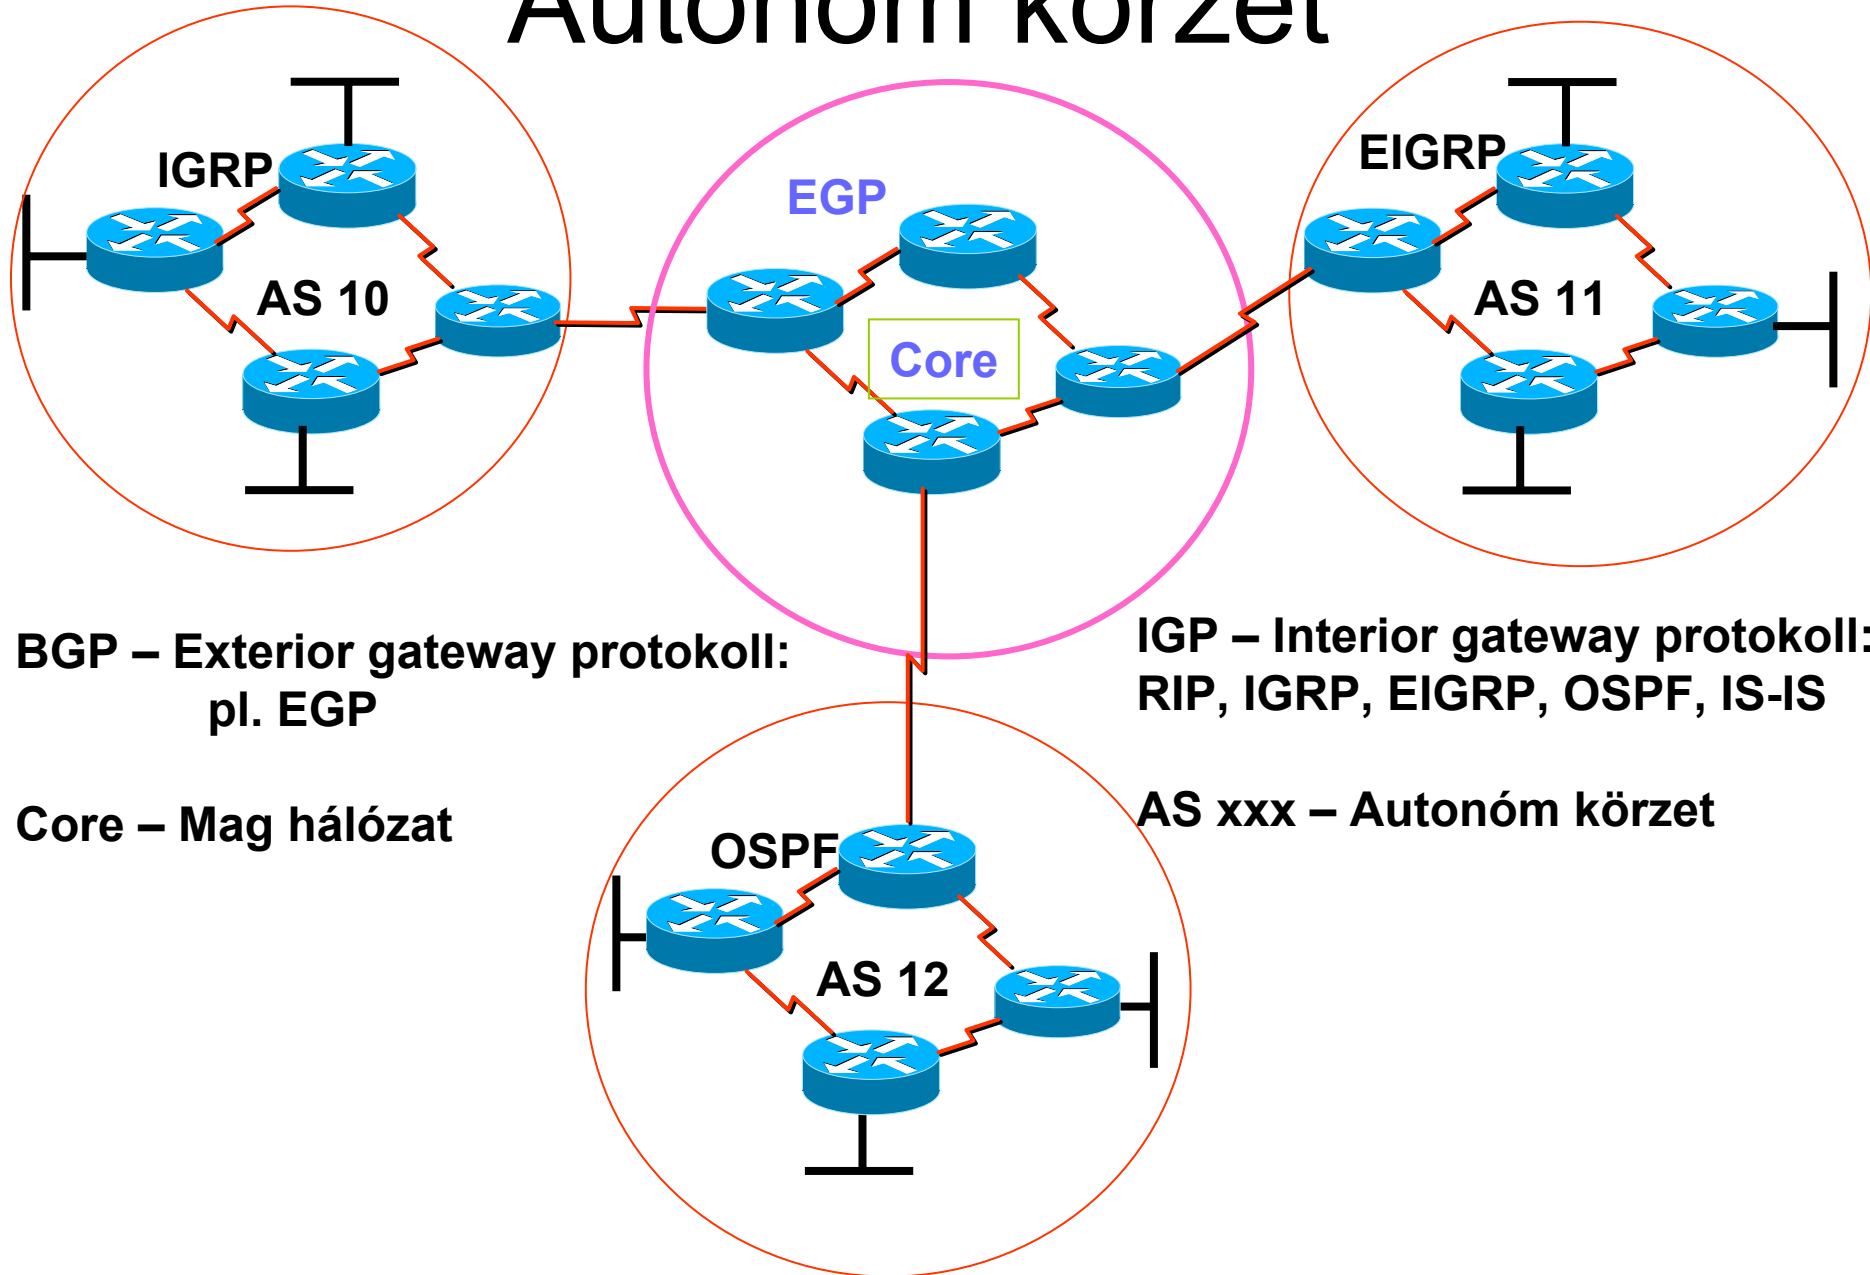 Autonóm körzet
IGRP
AS 10
EGP
Core
EIGRP
AS 11
BGP – Exterior gateway protokoll:
pl. EGP
IGP – Interior gateway protokoll:
RIP, IGRP, EIGRP, OSPF, IS-IS
Core – Mag hálózat
AS xxx – Autonóm körzet
OSPF
AS 12